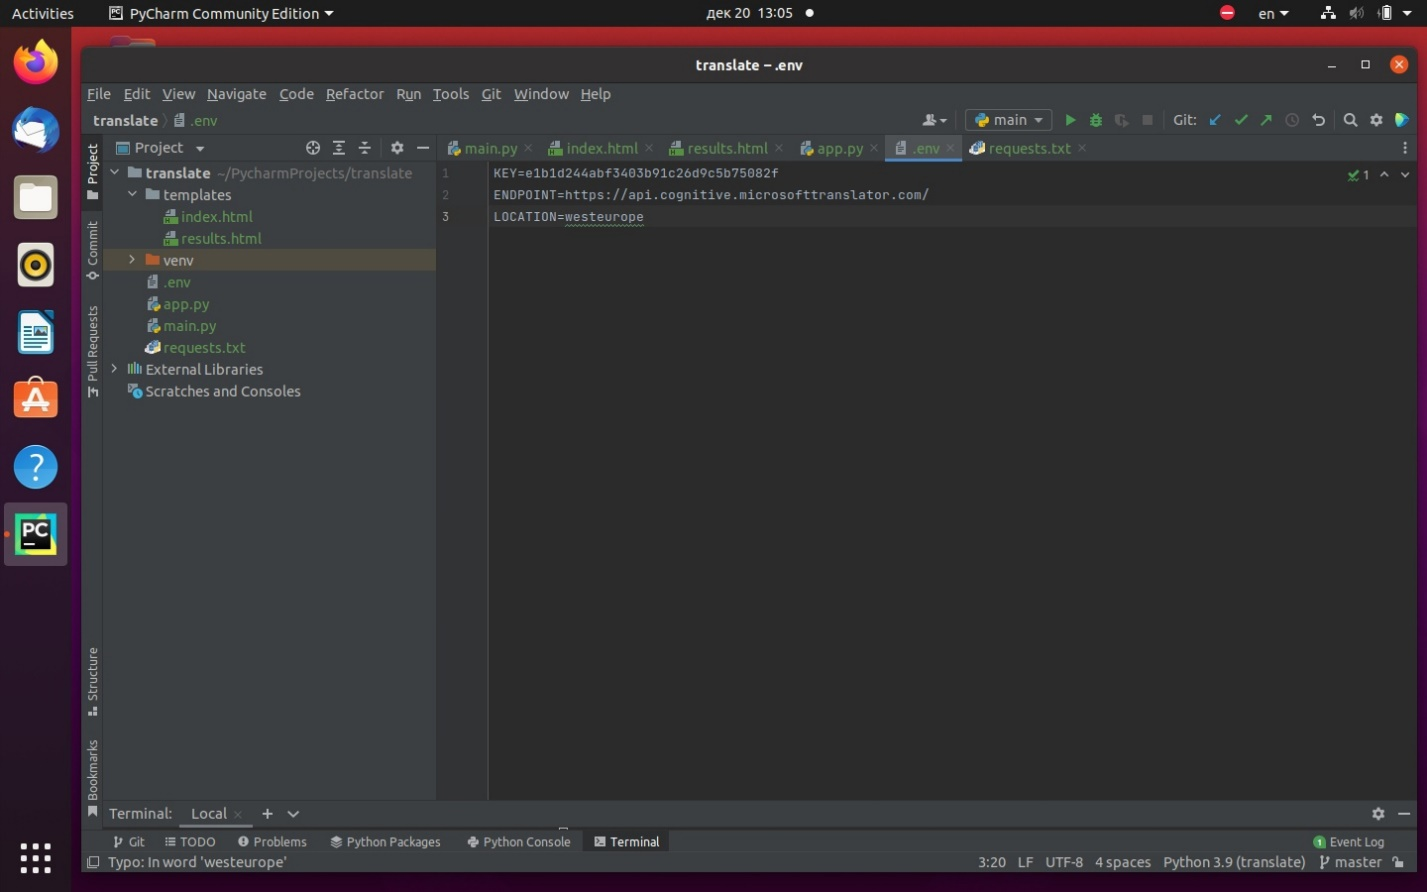 Activities PyCharm Community Edition дек 20 13:05 en
translate – .env
File Edit View Navigate Code Refactor Run Tools Git Window Help
translate .env main Git:
Project main.py index.html results.html app.py .env requests.txt
translate ~/PycharmProjects/translate
templates
index.html
results.html
venv
.env
app.py
main.py
requests.txt
External Libraries
Scratches and Consoles
1 KEY=e1b1d244abf3403b91c26d9c5b75082f
2 ENDPOINT=https://api.cognitive.microsofttranslator.com/
3 LOCATION=westeurope
1
Project
Commit
Pull Requests
Structure
Bookmarks
PC
Terminal: Local
Git TODO Problems Python Packages Python Console Terminal 1 Event Log
Typo: In word 'westeurope' 3:20 LF UTF-8 4 spaces Python 3.9 (translate) master